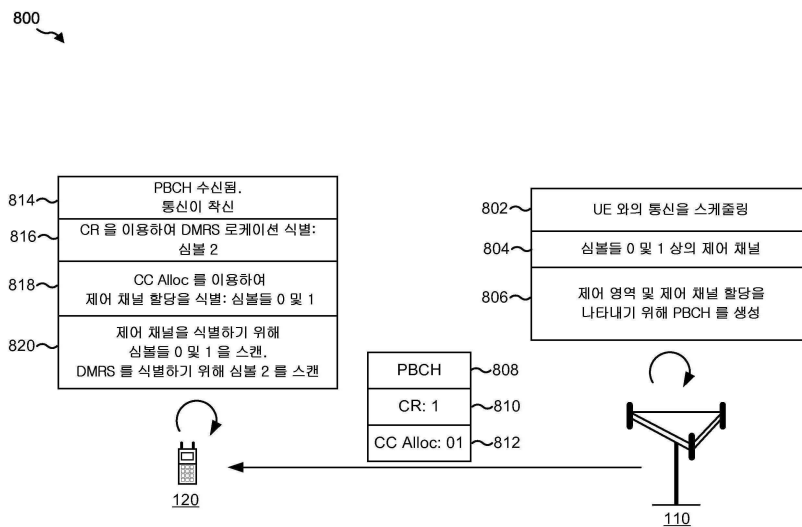 800
814
PBCH 수신됨.
통신이 착신
816
CR 을 이용하여 DMRS 로케이션 식별:
심볼 2
818
CC Alloc 를 이용하여
제어 채널 할당을 식별: 심볼들 0 및 1
820
제어 채널을 식별하기 위해
심볼들 0 및 1 을 스캔.
DMRS 를 식별하기 위해 심볼 2 를 스캔
120
802
UE 와의 통신을 스케줄링
804
심볼들 0 및 1 상의 제어 채널
806
제어 영역 및 제어 채널 할당을
나타내기 위해 PBCH 를 생성
PBCH
808
CR: 1
810
CC Alloc: 01
812
110